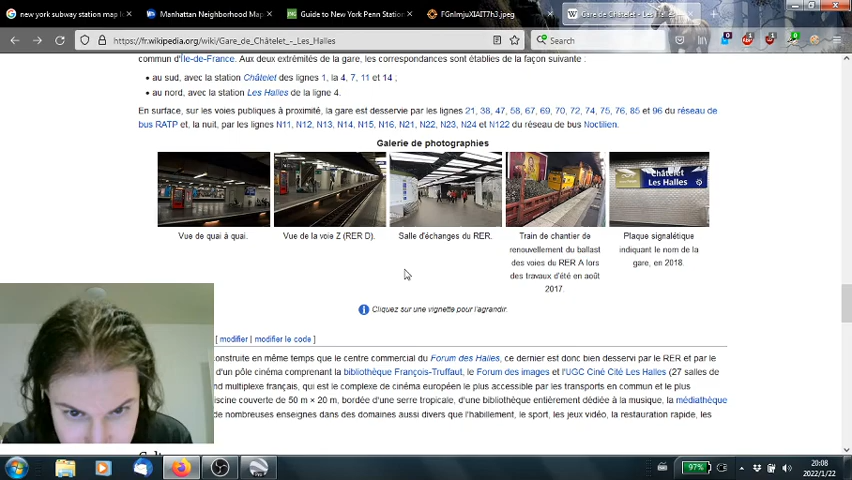 new york subway station map l
Manhattan Neighborhood Map
Guide to New York Penn Station
FGnImjuXIAIT7h3.jpeg
Gare de Châtelet - Les Halles
https://fr.wikipedia.org/wiki/Gare_de_Châtelet_-_Les_Halles
Search
commun d'Île-de-France. Aux deux extrémités de la gare, les correspondances sont établies de la façon suivante :
• au sud, avec la station Châtelet des lignes 1, la 4, 7, 11 et 14 ;
• au nord, avec la station Les Halles de la ligne 4.
En surface, sur les voies publiques à proximité, la gare est desservie par les lignes 21, 38, 47, 58, 67, 69, 70, 72, 74, 75, 76, 85 et 96 du réseau de
bus RATP et, la nuit, par les lignes N11, N12, N13, N14, N15, N16, N21, N22, N23, N24 et N122 du réseau de bus Noctilien.
Galerie de photographies
Châtelet
Les Halles
Vue de quai à quai.
Vue de la voie Z (RER D).
Salle d'échanges du RER.
Train de chantier de
renouvellement du ballast
des voies du RER A lors
des travaux d'été en août
2017.
Plaque signalétique
indiquant le nom de la
gare, en 2018.
Cliquez sur une vignette pour l'agrandir.
[ modifier | modifier le code ]
onstruite en même temps que le centre commercial du Forum des Halles, ce dernier est donc bien desservi par le RER et par le
d'un pôle cinéma comprenant la bibliothèque François-Truffaut, le Forum des images et l'UGC Ciné Cité Les Halles (27 salles de
nd multiplexe français, qui est le complexe de cinéma européen le plus accessible par les transports en commun et le plus
iscine couverte de 50 m × 20 m, bordée d'une serre tropicale, d'une bibliothèque entièrement dédiée à la musique, la médiathèque
de nombreuses enseignes dans des domaines aussi divers que l'habillement, le sport, les jeux vidéo, la restauration rapide, les
97%
20:08
2022/1/22